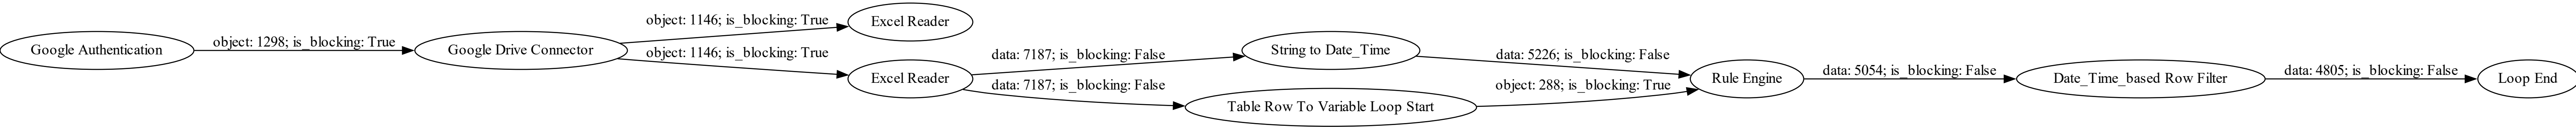 Google Authentication
object: 1298; is_blocking: True
Google Drive Connector
object: 1146; is_blocking: True
Excel Reader
object: 1146; is_blocking: True
Excel Reader
data: 7187; is_blocking: False
String to Date_Time
data: 5226; is_blocking: False
data: 7187; is_blocking: False
Table Row To Variable Loop Start
object: 288; is_blocking: True
Rule Engine
data: 5054; is_blocking: False
Date_Time_based Row Filter
data: 4805; is_blocking: False
Loop End